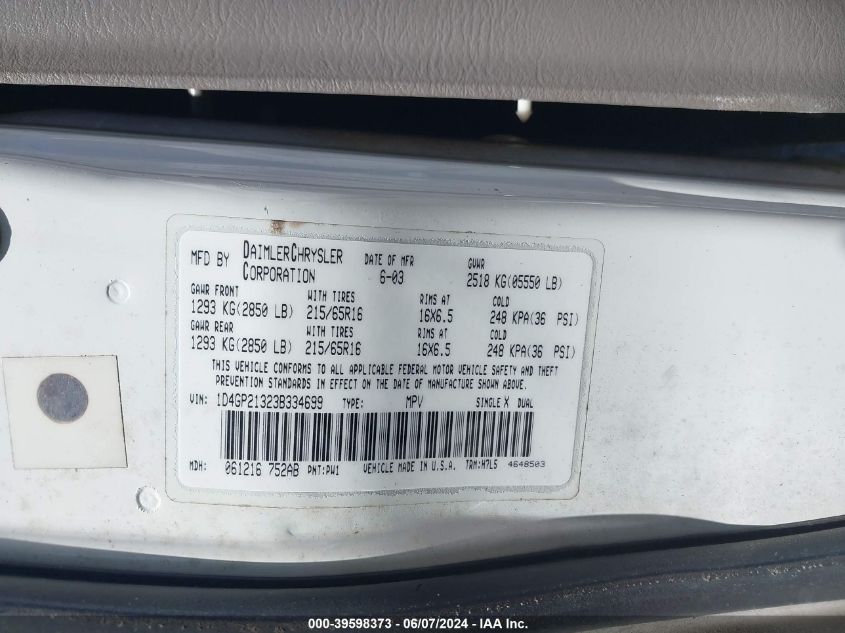 MFD BY DAIMLERCHRYSLER CORPORATION
DATE OF MFR 6-03
GVWR 2518 KG(05550 LB)
GAWR FRONT WITH TIRES RIMS AT COLD
1293 KG(2850 LB) 215/65R16 16X6.5 248 KPA(36 PSI)
GAWR REAR WITH TIRES RIMS AT COLD
1293 KG(2850 LB) 215/65R16 16X6.5 248 KPA(36 PSI)
THIS VEHICLE CONFORMS TO ALL APPLICABLE FEDERAL MOTOR VEHICLE SAFETY AND THEFT
PREVENTION STANDARDS IN EFFECT ON THE DATE OF MANUFACTURE SHOWN ABOVE.
VIN: 1D4GP21323B334699 TYPE: MPV SINGLE X DUAL
MDH: 061216 752AB PNT:PW1 VEHICLE MADE IN U.S.A. TRM:H7L5 4648503
000-39598373 - 06/07/2024 - IAAI.COM